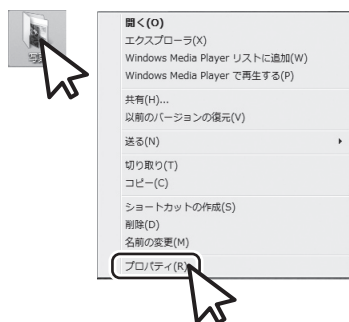 開く(O)
エクスプローラ(X)
Windows Media Player リストに追加(W)
Windows Media Player で再生する(P)
共有(H)...
以前のバージョンの復元(V)
送る(N)
切り取り(T)
コピー(C)
ショートカットの作成(S)
削除(D)
名前の変更(M)
プロパティ(R)